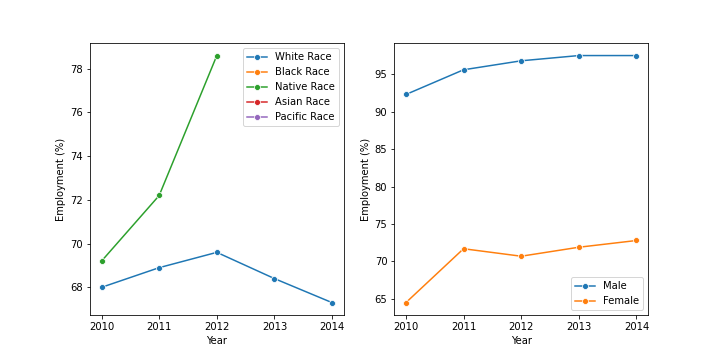 78
76
74
72
70
68
Employment (%)
2010 2011 2012 2013 2014
Year
White Race
Black Race
Native Race
Asian Race
Pacific Race
95
90
85
80
75
70
65
Employment (%)
2010 2011 2012 2013 2014
Year
Male
Female